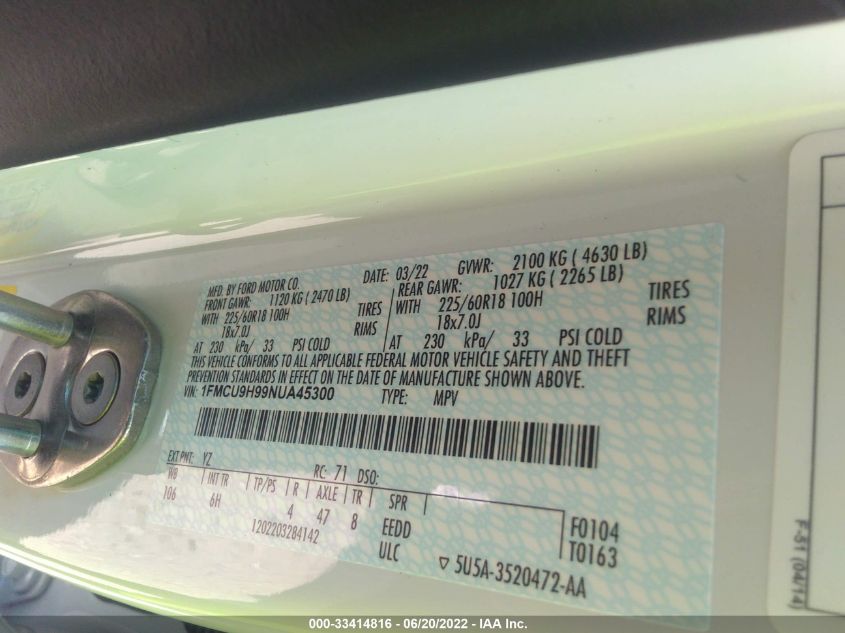 MFD. BY FORD MOTOR CO. DATE: 03/22 GVWR: 2100 KG ( 4630 LB)
FRONT GAWR: 1120 KG ( 2470 LB) REAR GAWR: 1027 KG ( 2265 LB)
WITH 225/60R18 100H TIRES WITH 225/60R18 100H TIRES
18x7.0J RIMS 18x7.0J RIMS
AT 230 kPa/ 33 PSI COLD AT 230 kPa/ 33 PSI COLD
THIS VEHICLE CONFORMS TO ALL APPLICABLE FEDERAL MOTOR VEHICLE SAFETY AND THEFT
PREVENTION STANDARDS IN EFFECT ON THE DATE OF MANUFACTURE SHOWN ABOVE.
VIN: 1FMCU9H99NUA45300 TYPE: MPV
EXT PNT: YZ RC: 71 DSO:
WB INT TR TP/PS R AXLE TR SPR
106 6H 4 47 8 EEDD F0104
1202203284142 ULC T0163
5U5A-3520472-AA
F-51 (04/14)
000-33414816 - 06/20/2022 - IAA Inc.